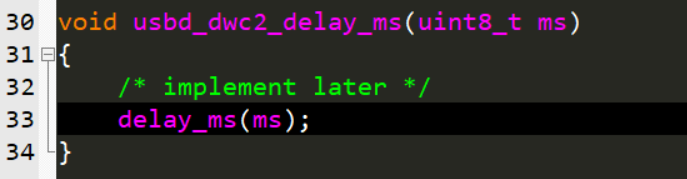 30 void usbd_dwc2_delay_ms(uint8_t ms)
31 {
32     /* implement later */
33     delay_ms(ms);
34 }